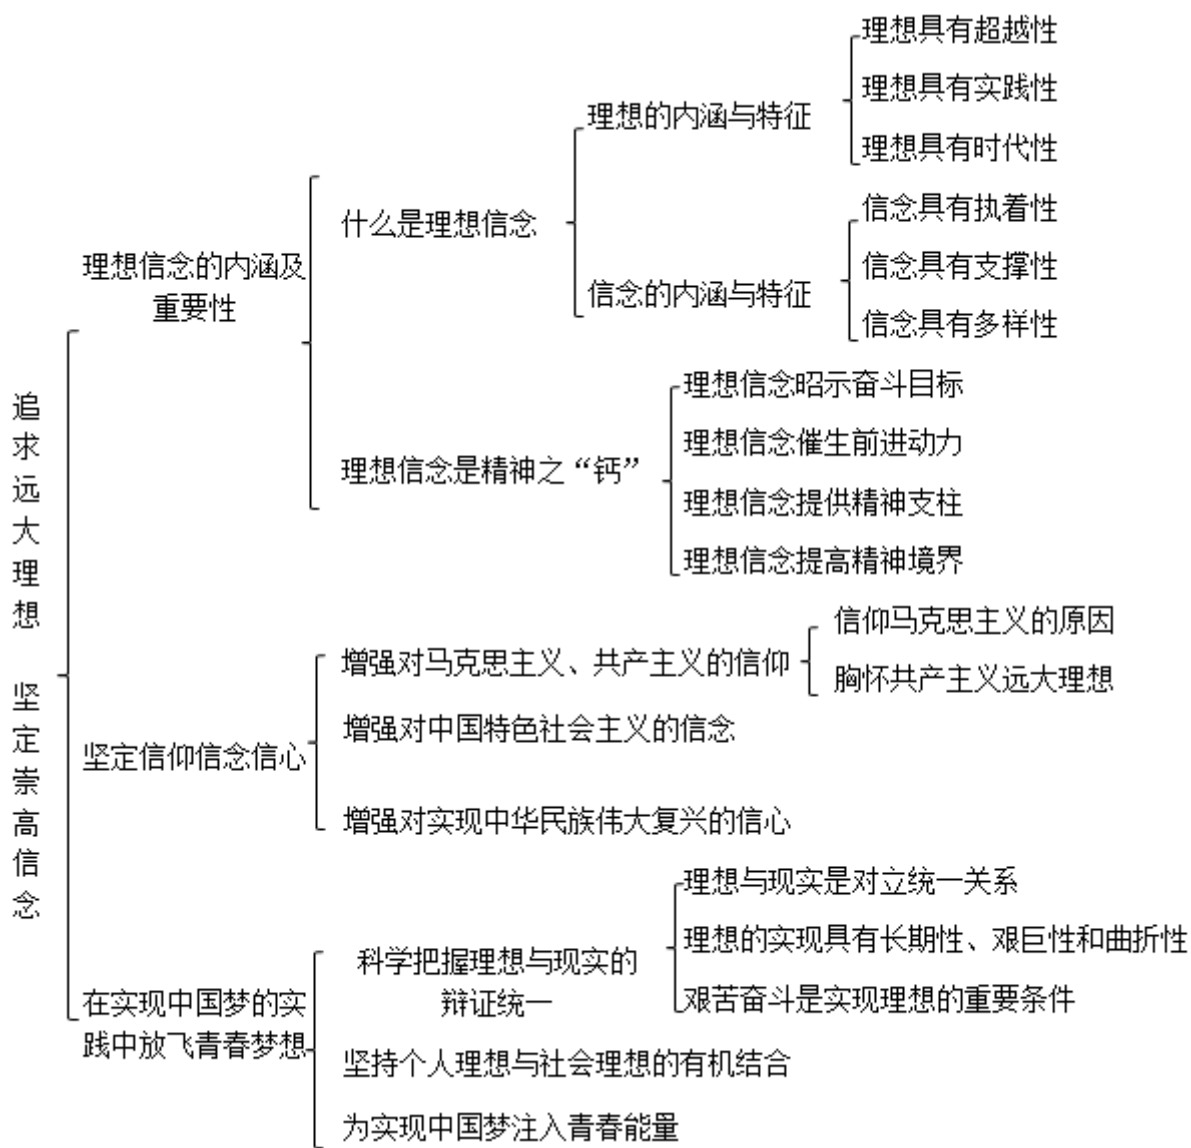 追求远大理想 坚定崇高信念
理想信念的内涵及
重要性
什么是理想信念
理想的内涵与特征
理想具有超越性
理想具有实践性
理想具有时代性
信念的内涵与特征
信念具有执着性
信念具有支撑性
信念具有多样性
理想信念是精神之“钙”
理想信念昭示奋斗目标
理想信念催生前进动力
理想信念提供精神支柱
理想信念提高精神境界
坚定信仰信念信心
增强对马克思主义、共产主义的信仰
信仰马克思主义的原因
胸怀共产主义远大理想
增强对中国特色社会主义的信念
增强对实现中华民族伟大复兴的信心
在实现中国梦的实
践中放飞青春梦想
科学把握理想与现实的
辩证统一
理想与现实是对立统一关系
理想的实现具有长期性、艰巨性和曲折性
艰苦奋斗是实现理想的重要条件
坚持个人理想与社会理想的有机结合
为实现中国梦注入青春能量